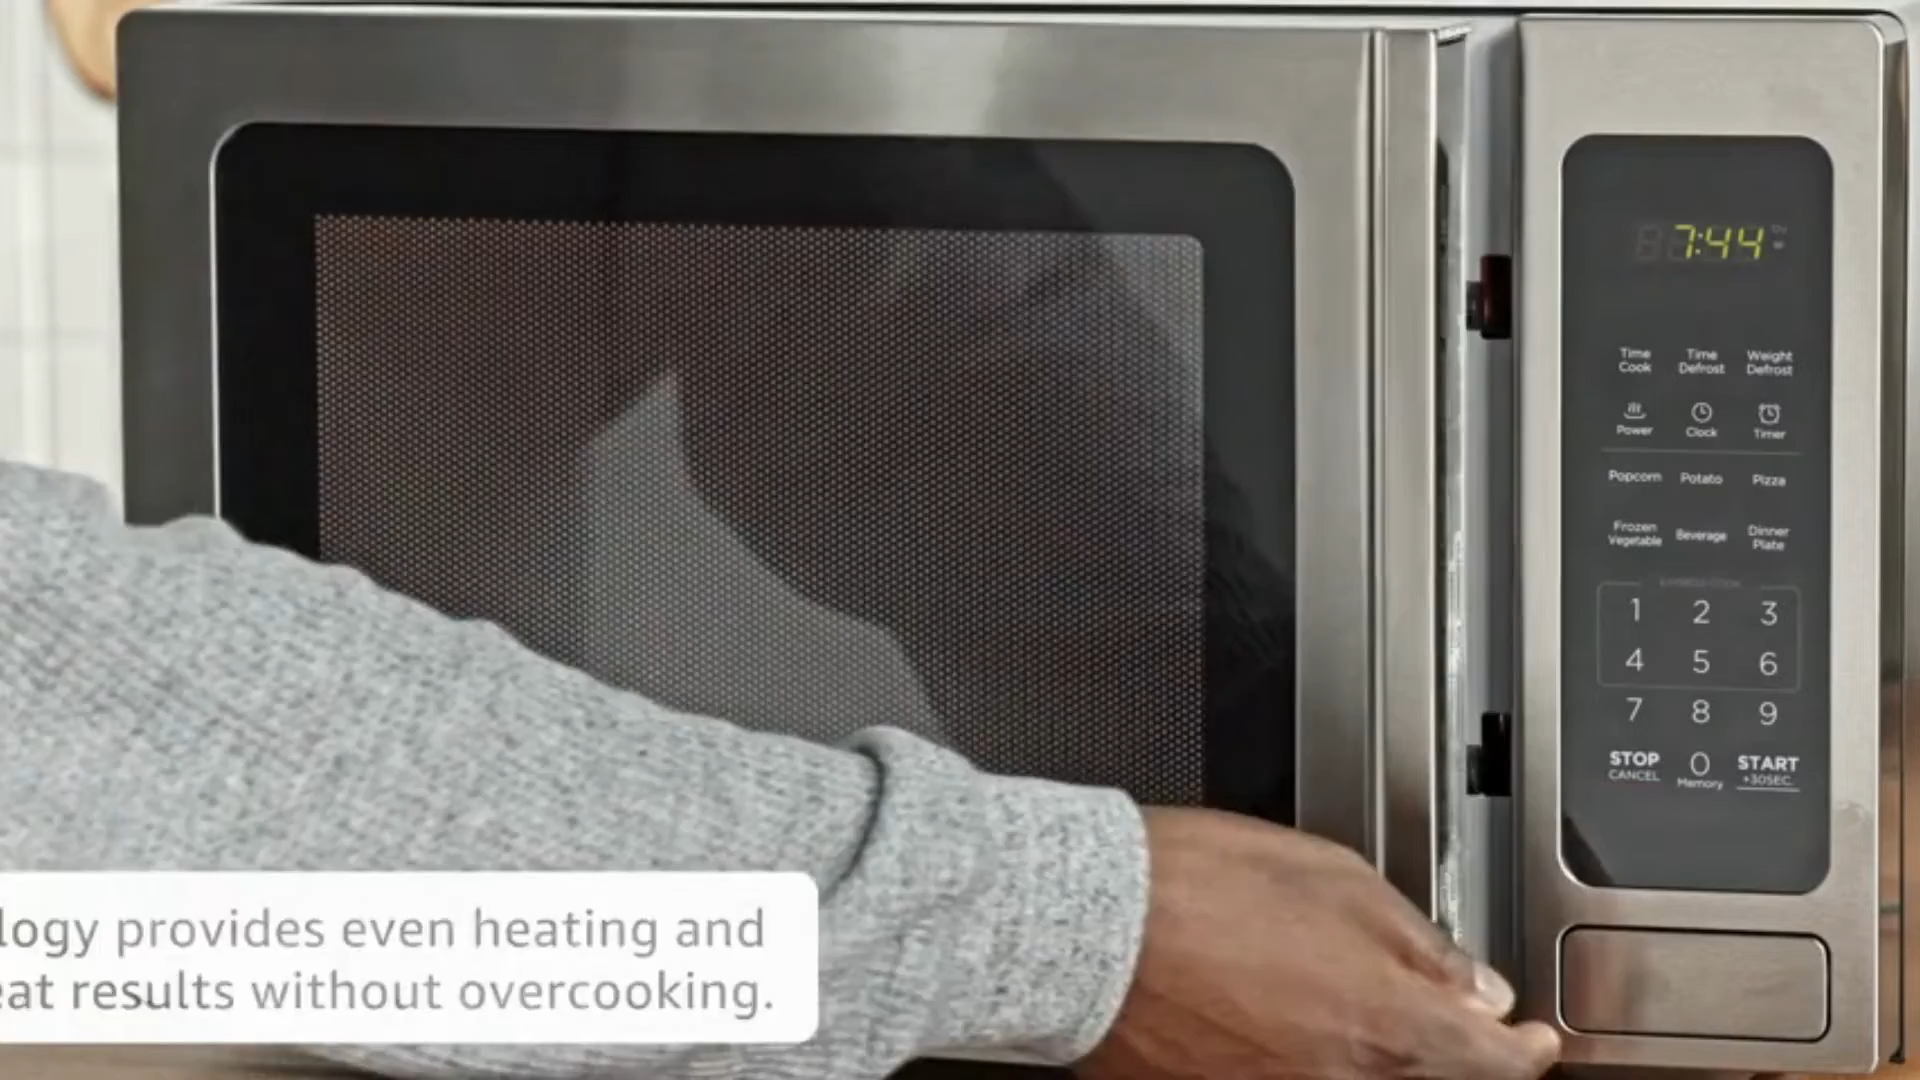 7:44
Time Cook
Time Defrost
Weight Defrost
Power
Clock
Timer
Popcorn
Potato
Pizza
Frozen Vegetable
Beverage
Dinner Plate
EXPRESS COOK
1 2 3
4 5 6
7 8 9
STOP CANCEL
0 Memory
START +30SEC.
logy provides even heating and
eat results without overcooking.